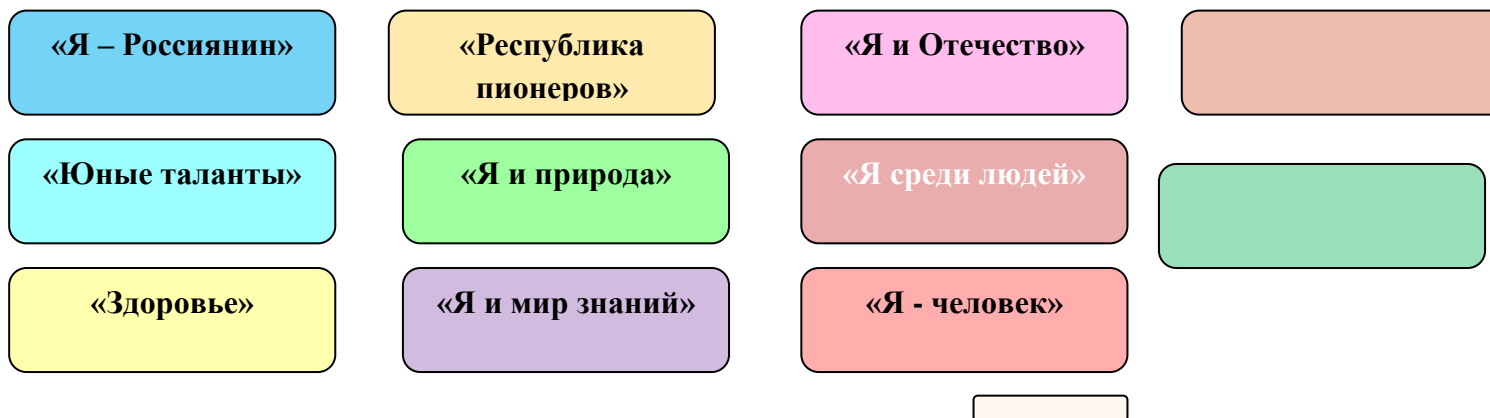 «Я – Россиянин»
«Республика
пионеров»
«Я и Отечество»
«Юные таланты»
«Я и природа»
«Я среди людей»
«Здоровье»
«Я и мир знаний»
«Я - человек»